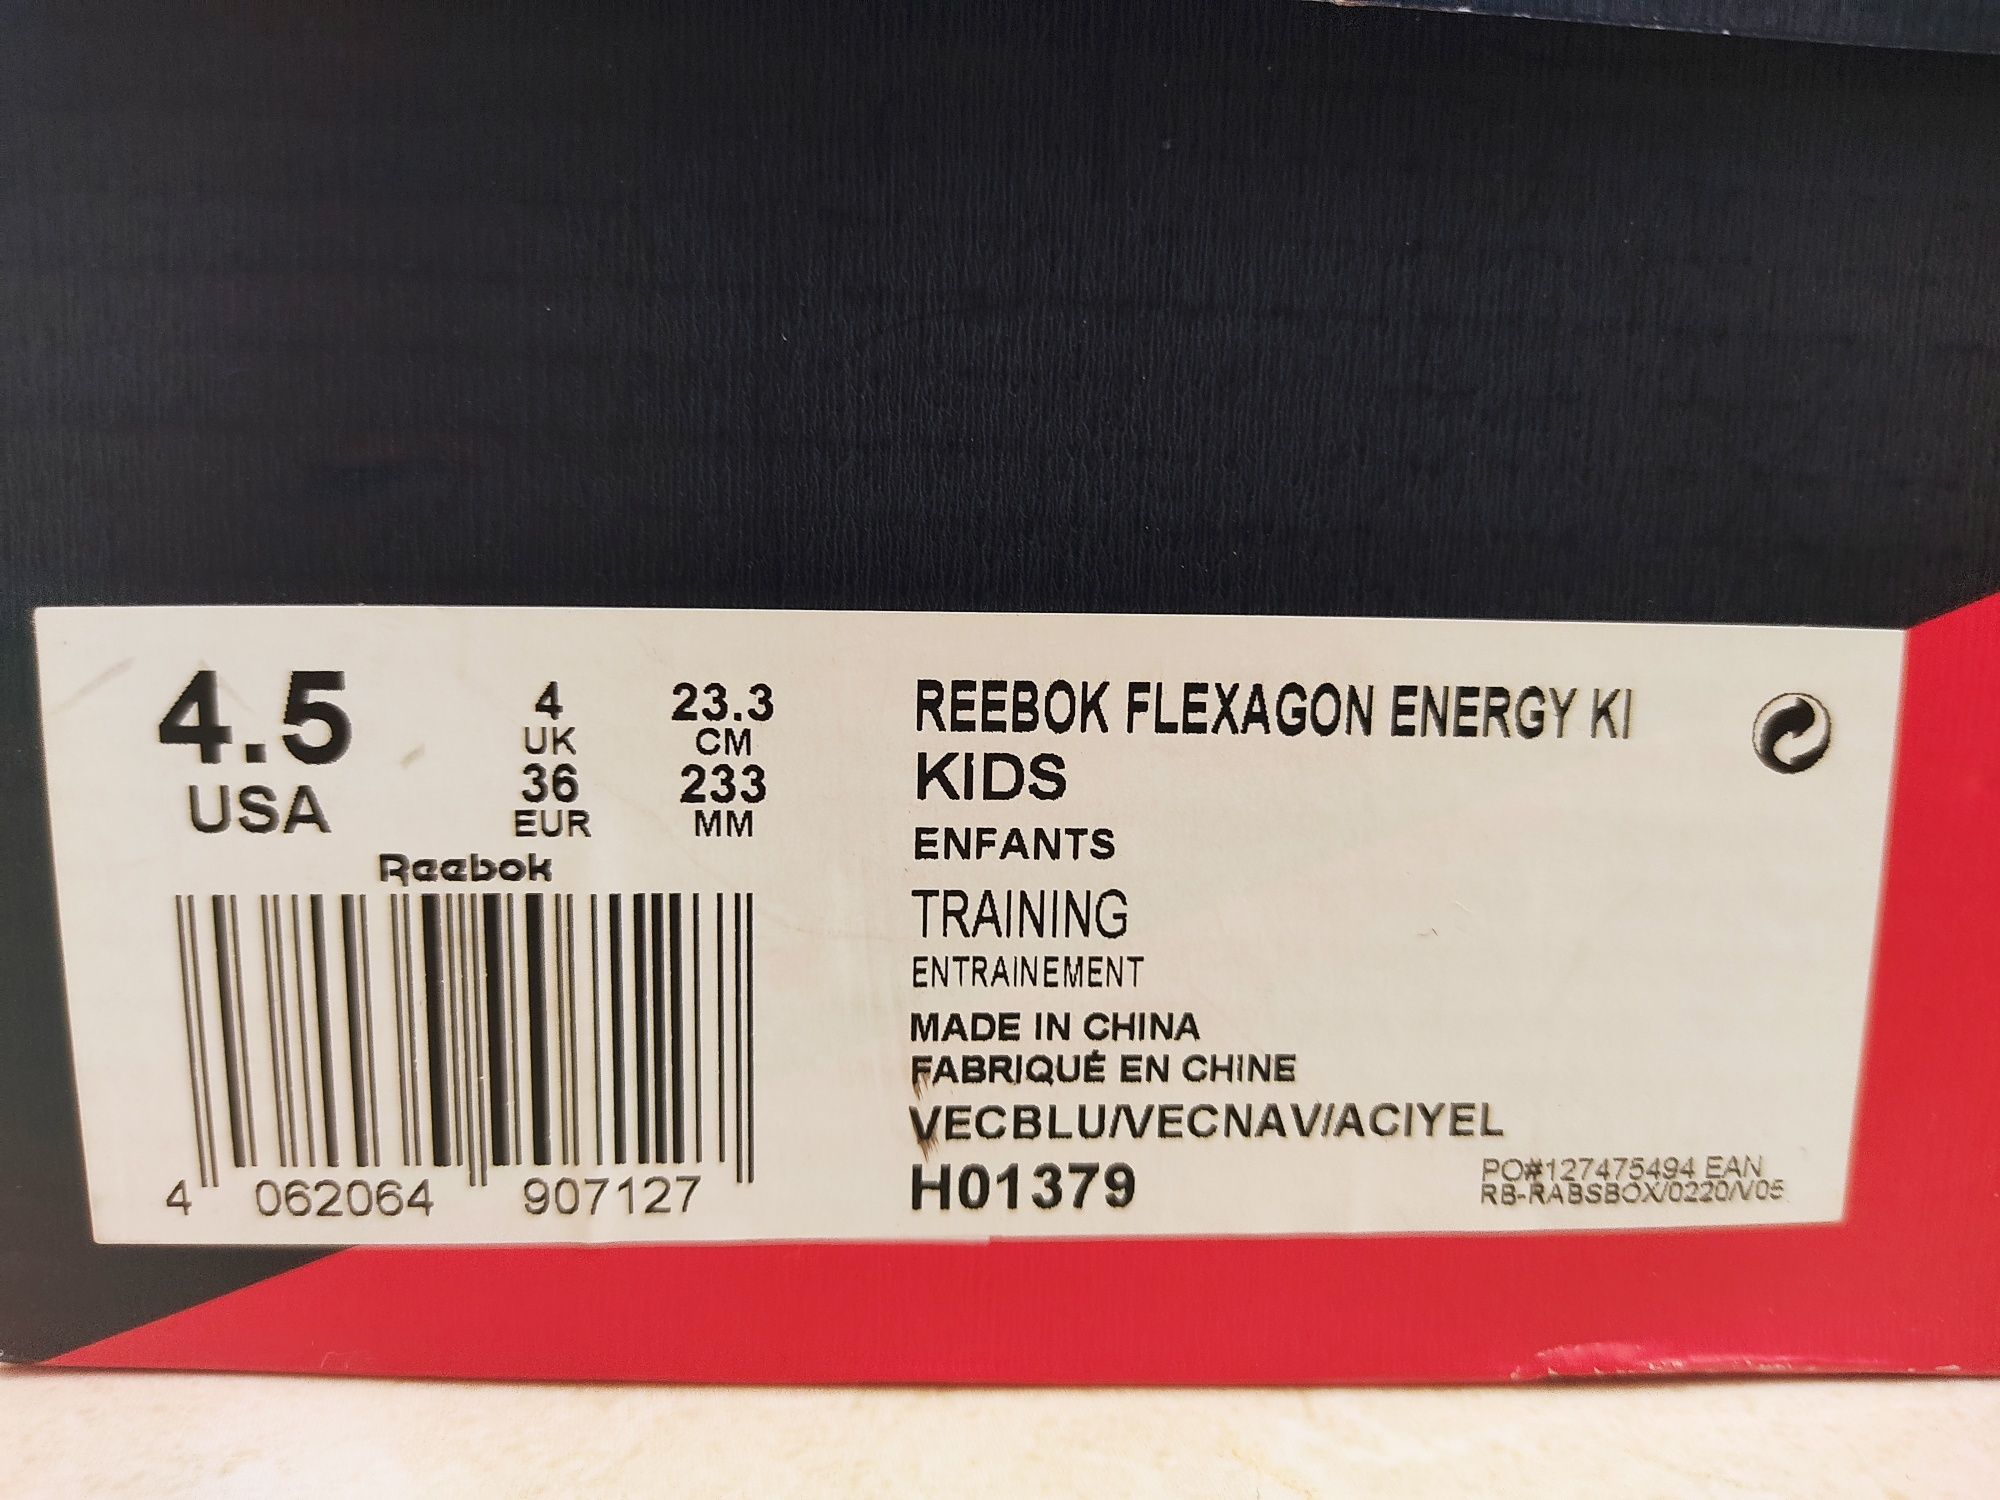 4.5
USA
4
UK
36
EUR
23.3
CM
233
MM
Reebok
4 062064 907127
REEBOK FLEXAGON ENERGY KI
KIDS
ENFANTS
TRAINING
ENTRAINEMENT
MADE IN CHINA
FABRIQUÉ EN CHINE
VECBLU/VECNAV/ACIYEL
H01379
PO#127475494 EAN
RB-RABSBOX/0220/V05